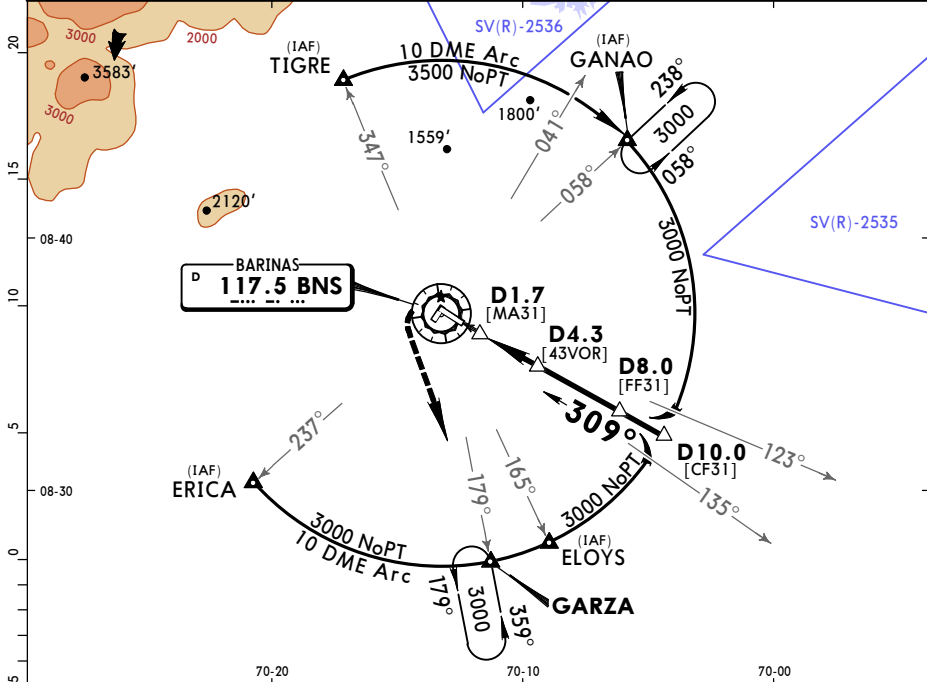 SV(R)-2536
3000
2000
20
3583'
3000
(IAF)
TIGRE
10 DME Arc
3500 NoPT
(IAF)
GANAO
238°
3000
058°
1800'
1559'
347°
041°
058°
15
2120'
3000 NoPT
SV(R)-2535
08-40
BARINAS
D 117.5 BNS
10
D1.7
[MA31]
D4.3
[43VOR]
D8.0
[FF31]
309°
D10.0
[CF31]
123°
135°
5
237°
(IAF)
ERICA
08-30
179°
165°
3000 NoPT
3000 NoPT
10 DME Arc
(IAF)
ELOYS
0
179°
3000
359°
GARZA
5
70-20
70-10
70-00